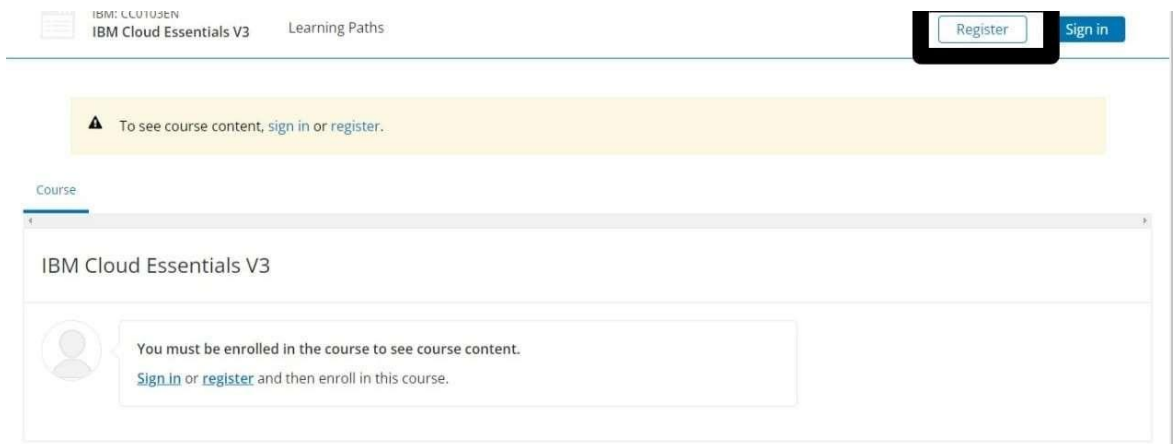 IBM: CC0103EN
IBM Cloud Essentials V3
Learning Paths
Register
Sign in
To see course content, sign in or register.
Course
IBM Cloud Essentials V3
You must be enrolled in the course to see course content.
Sign in or register and then enroll in this course.